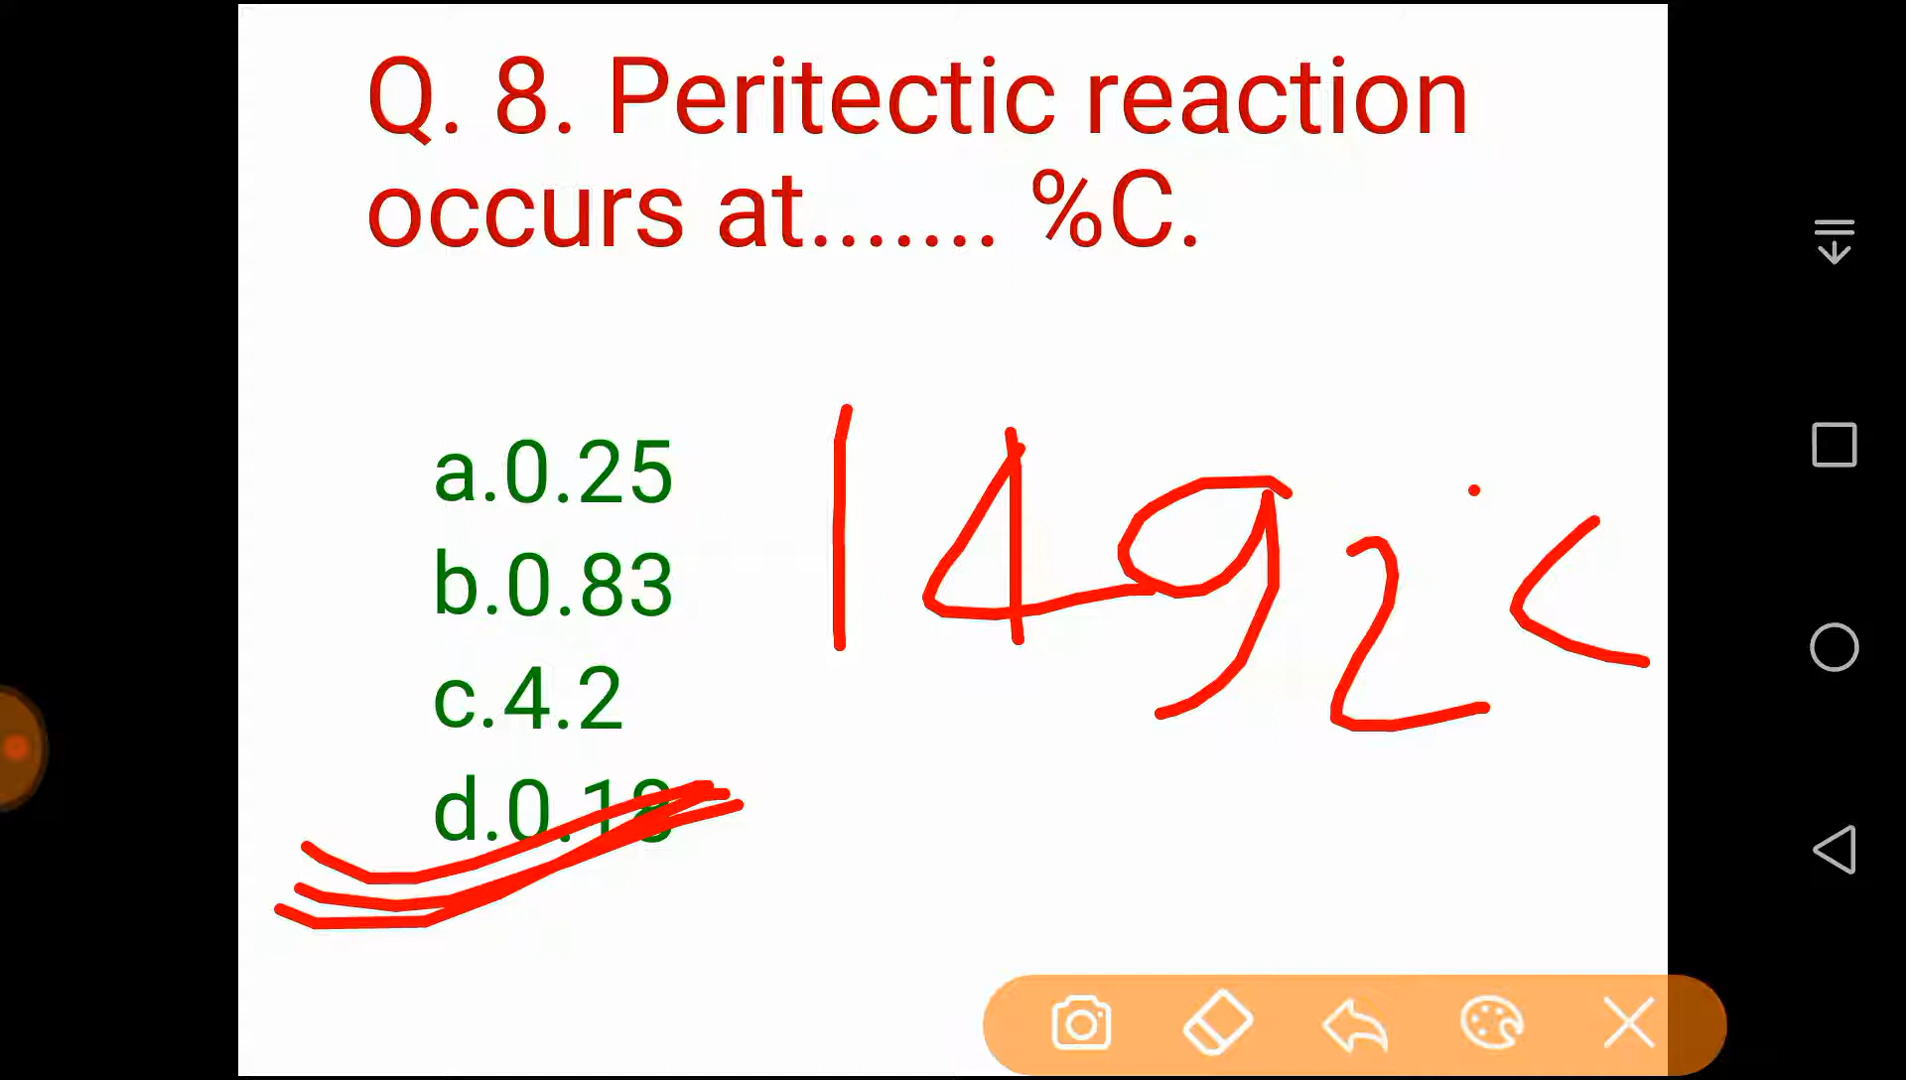 Q. 8. Peritectic reaction
occurs at....... %C.
a.0.25
b.0.83
c.4.2
d.0.18
1492°C